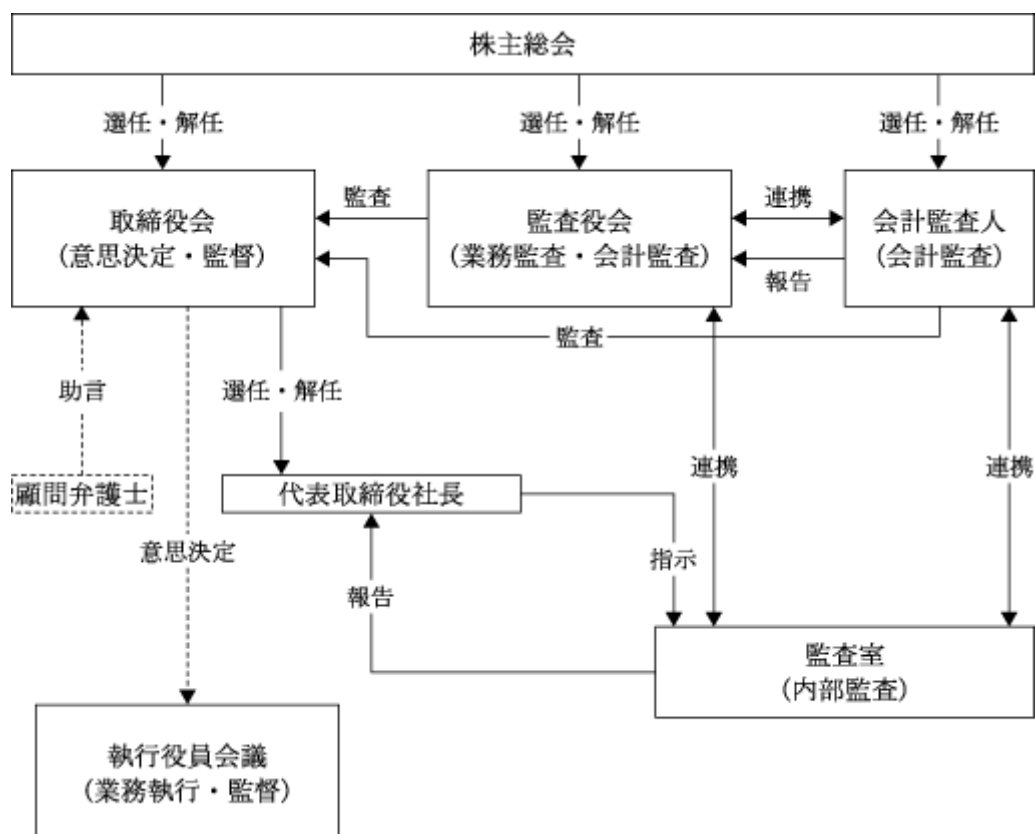 株主総会
選任・解任
選任・解任
選任・解任
取締役会
(意思決定・監督)
監査
監査役会
(業務監査・会計監査)
連携
報告
会計監査人
(会計監査)
監査
助言
選任・解任
顧問弁護士
代表取締役社長
連携
連携
意思決定
指示
報告
監査室
(内部監査)
執行役員会議
(業務執行・監督)